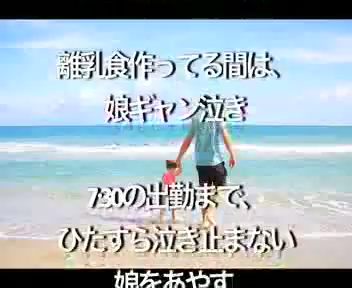 離乳食作ってる間は、
娘ギャン泣き
7:30の出勤まで、
ひたすら泣き止まない
娘をあやす